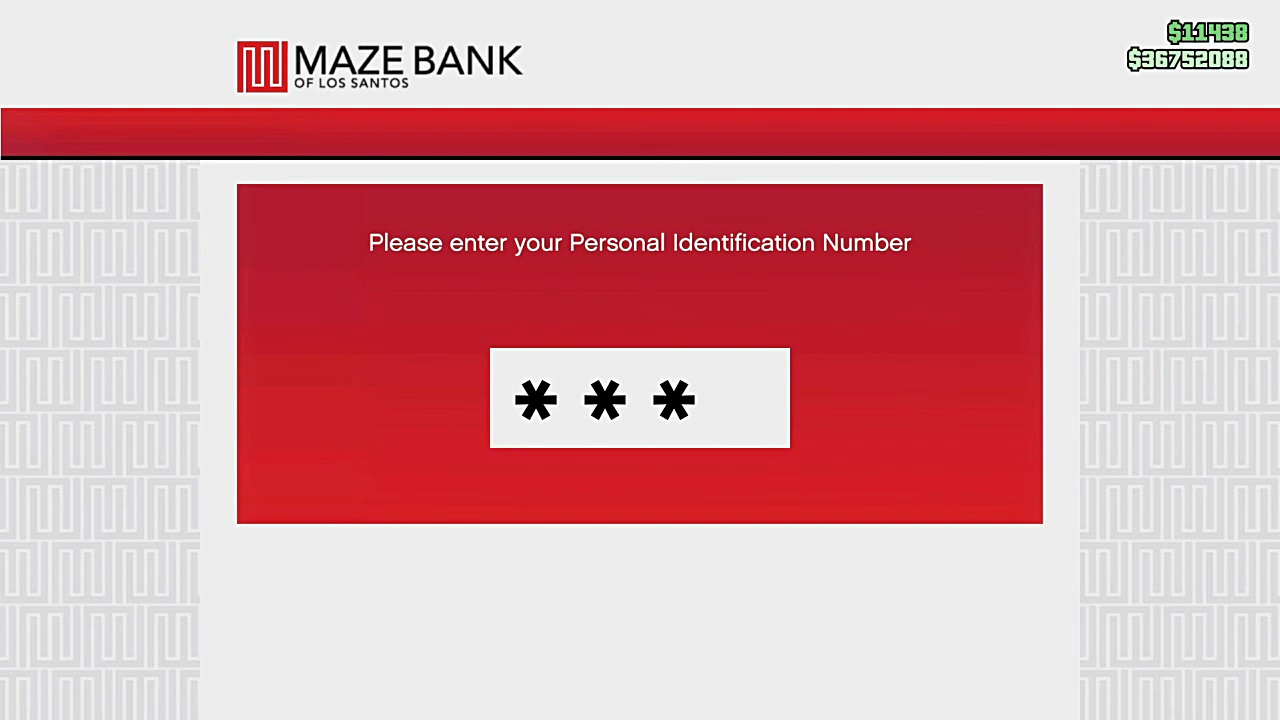 MAZE BANK
OF LOS SANTOS
$11438
$36752088
Please enter your Personal Identification Number
* * *